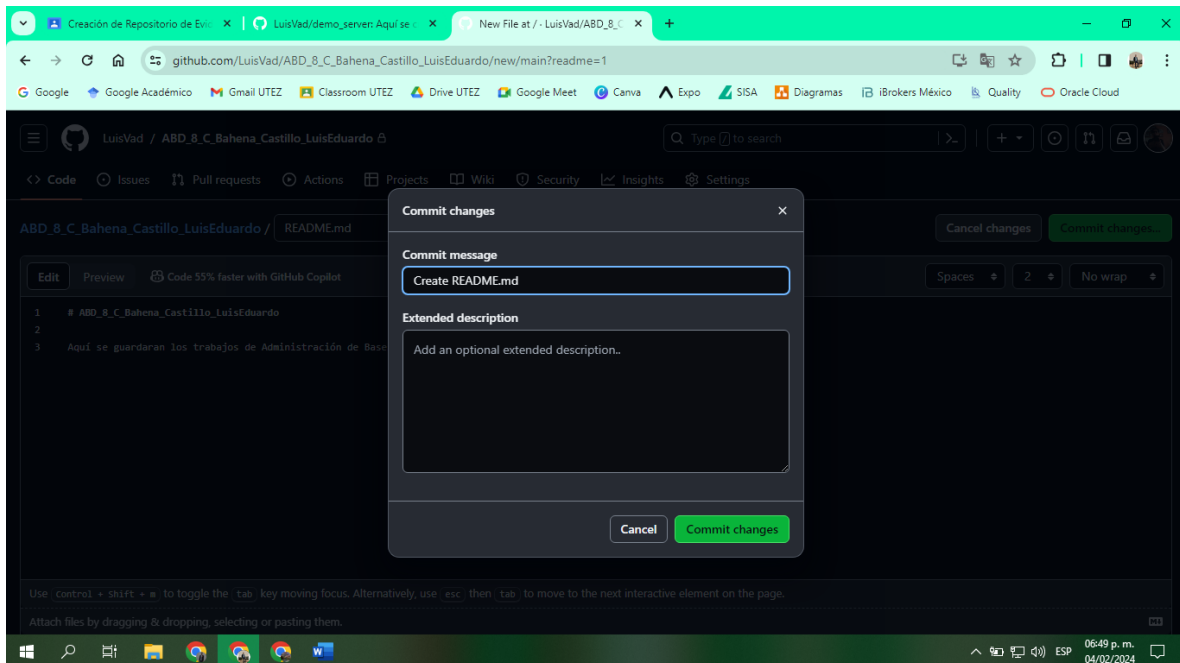 Creación de Repositorio de Evic
LuisVad/demo_server: Aquí se
New File at / · LuisVad/ABD_8_C
github.com/LuisVad/ABD_8_C_Bahena_Castillo_LuisEduardo/new/main?readme=1
Google
Google Académico
Gmail UTEZ
Classroom UTEZ
Drive UTEZ
Google Meet
Canva
Expo
SISA
Diagramas
iBrokers México
Quality
Oracle Cloud
LuisVad / ABD_8_C_Bahena_Castillo_LuisEduardo
Type / to search
Code
Issues
Pull requests
Actions
Projects
Wiki
Security
Insights
Settings
ABD_8_C_Bahena_Castillo_LuisEduardo /
README.md
Cancel changes
Commit changes...
Edit
Preview
Code 55% faster with GitHub Copilot
Spaces
2
No wrap
1 # ABD_8_C_Bahena_Castillo_LuisEduardo
2
3 Aquí se guardaran los trabajos de Administración de Base
Commit changes
Commit message
Create README.md
Extended description
Add an optional extended description..
Cancel
Commit changes
Use Control + Shift + m to toggle the tab key moving focus. Alternatively, use esc then tab to move to the next interactive element on the page.
Attach files by dragging & dropping, selecting or pasting them.
ESP
06:49 p. m.
04/02/2024